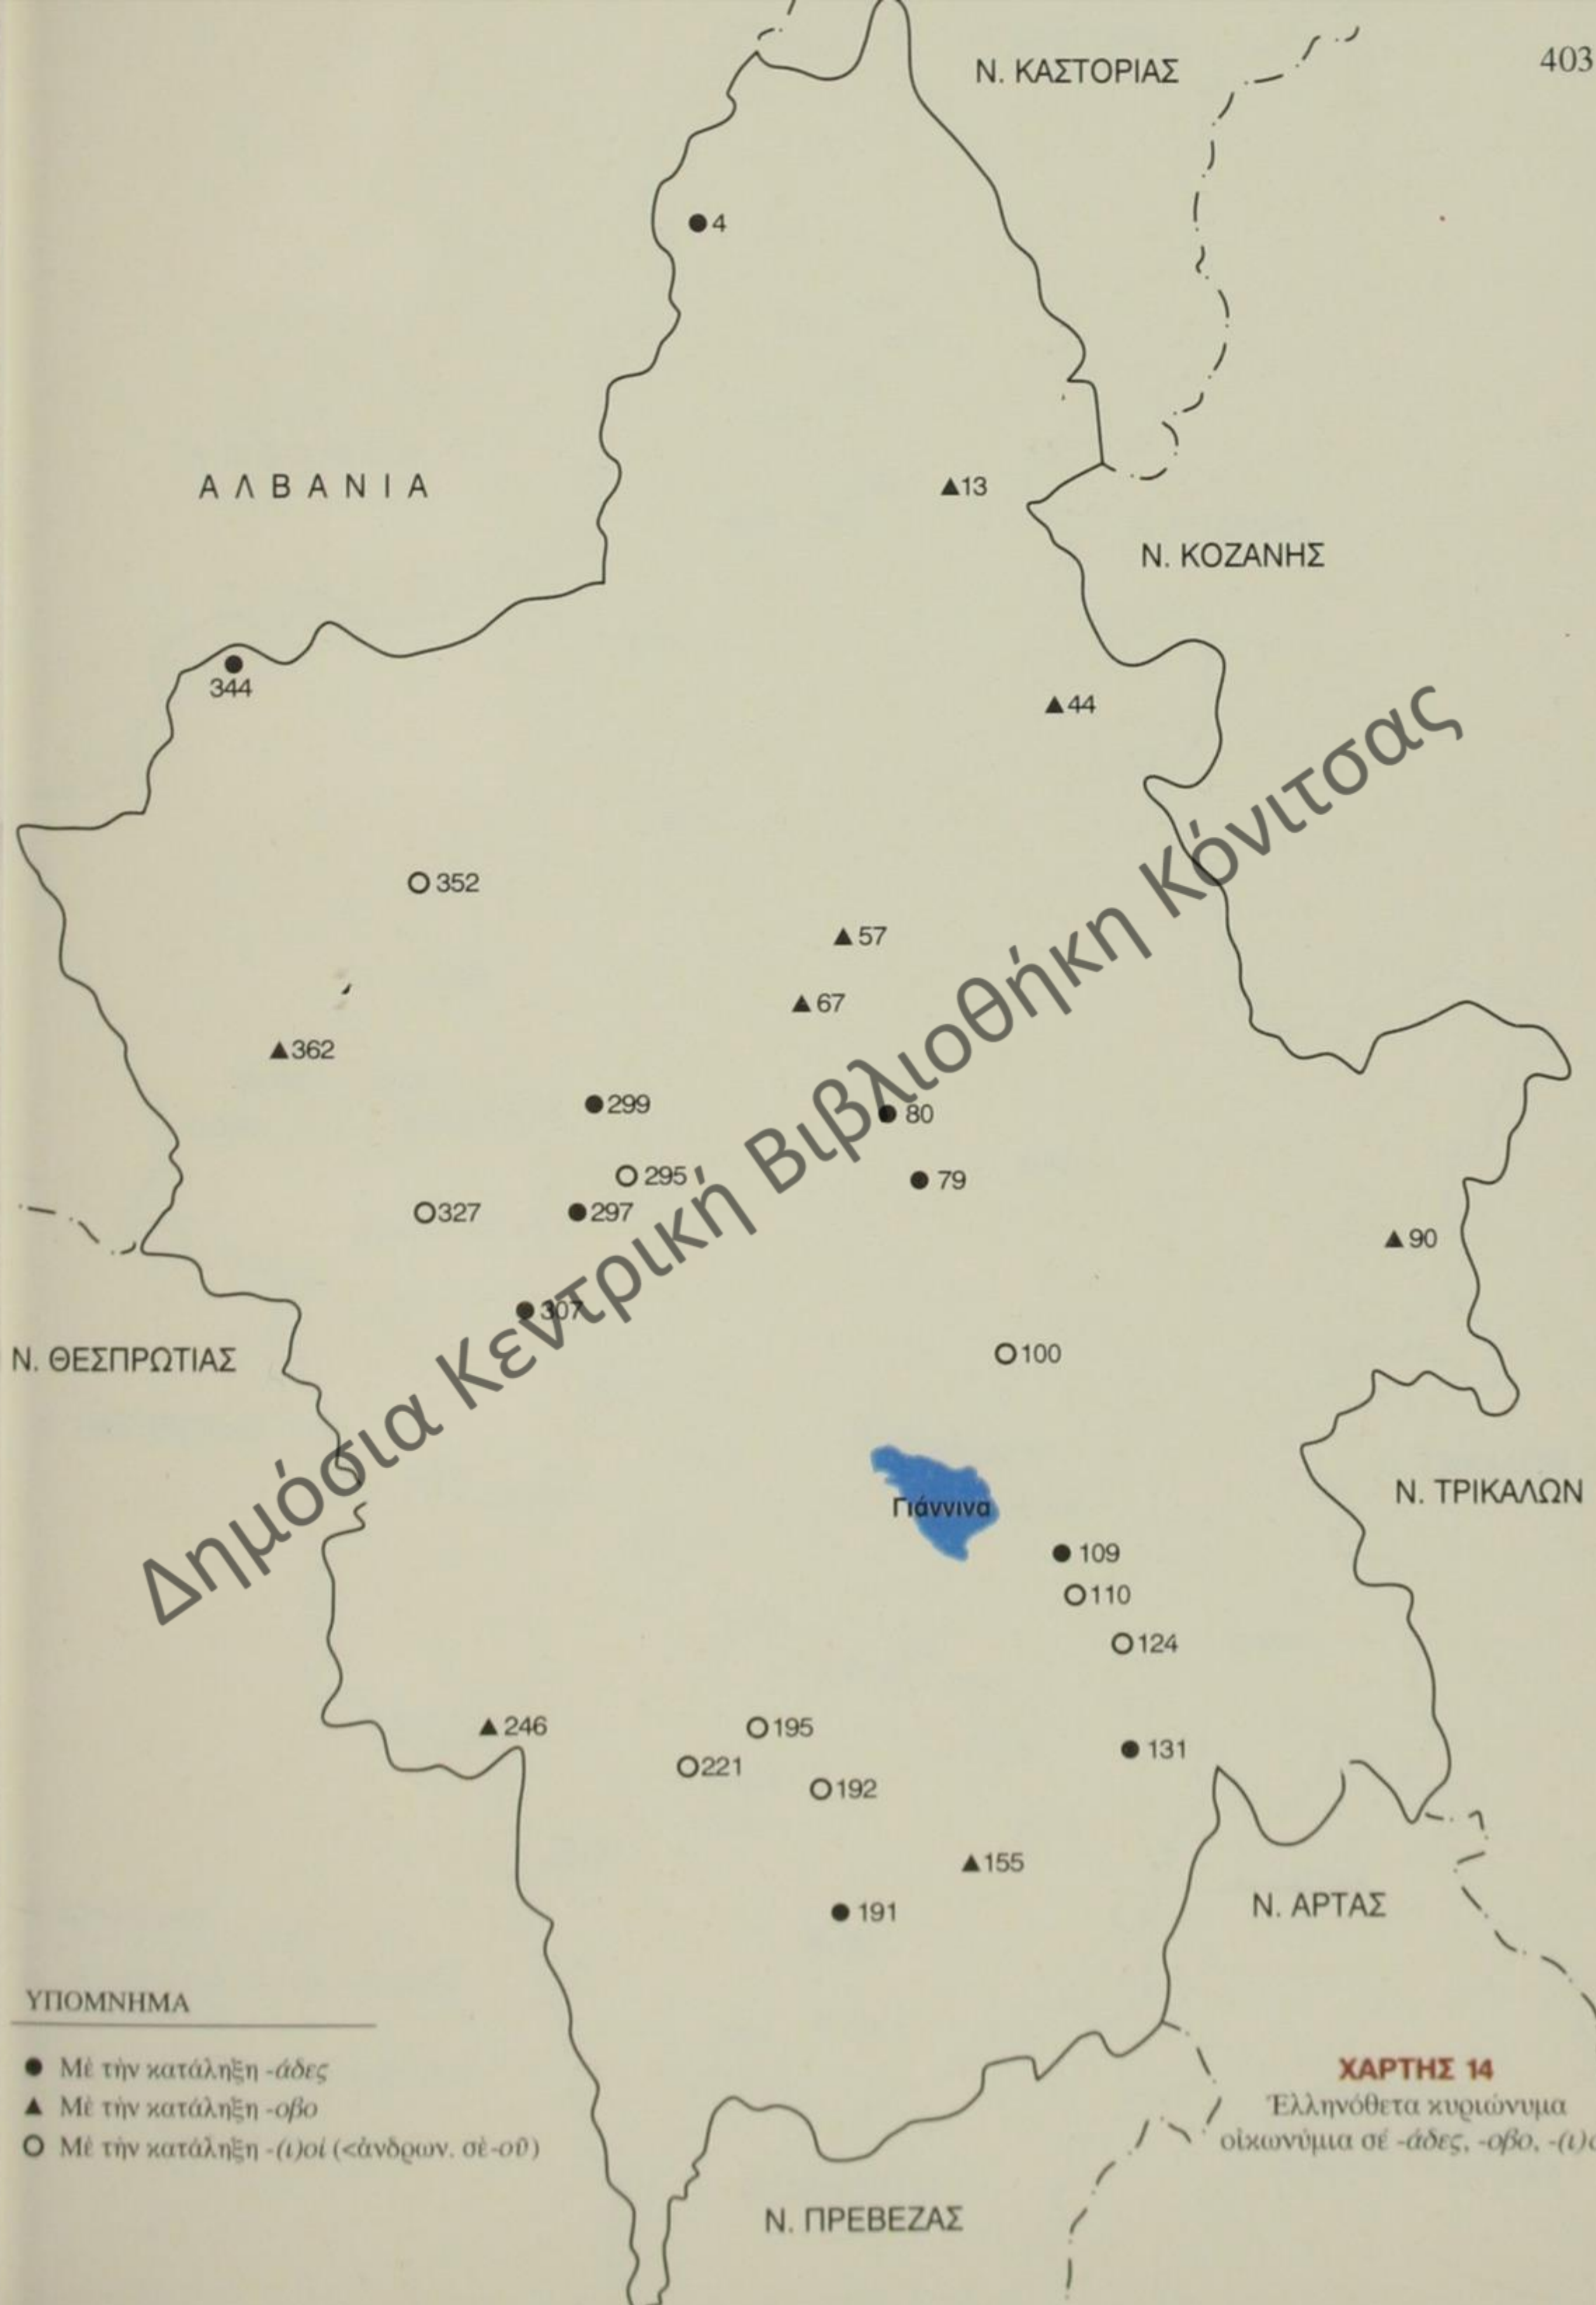 403
Ν. ΚΑΣΤΟΡΙΑΣ
4
ΑΛΒΑΝΙΑ
13
Ν. ΚΟΖΑΝΗΣ
344
44
352
57
67
362
299
80
295
79
327
297
90
307
Ν. ΘΕΣΠΡΩΤΙΑΣ
100
Ν. ΤΡΙΚΑΛΩΝ
Γιάννινα
109
110
124
246
195
131
221
192
155
191
Ν. ΑΡΤΑΣ
Δημόσια Κεντρική Βιβλιοθήκη Κόνιτσας
ΥΠΟΜΝΗΜΑ
● Μὲ τὴν κατάληξη -άδες
▲ Μὲ τὴν κατάληξη -οβο
○ Μὲ τὴν κατάληξη -(ι)οί (<ἀνδρων. σὲ-οῦ)
ΧΑΡΤΗΣ 14
Ἑλληνόθετα κυριώνυμα
οἰκωνύμια σέ -άδες, -οβο,
Ν. ΠΡΕΒΕΖΑΣ